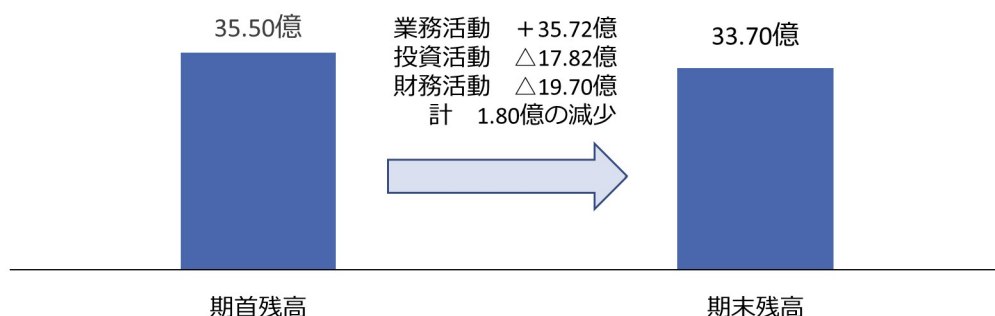 35.50億
業務活動　＋35.72億
投資活動　△17.82億
財務活動　△19.70億
計　1.80億の減少
33.70億
期首残高
期末残高